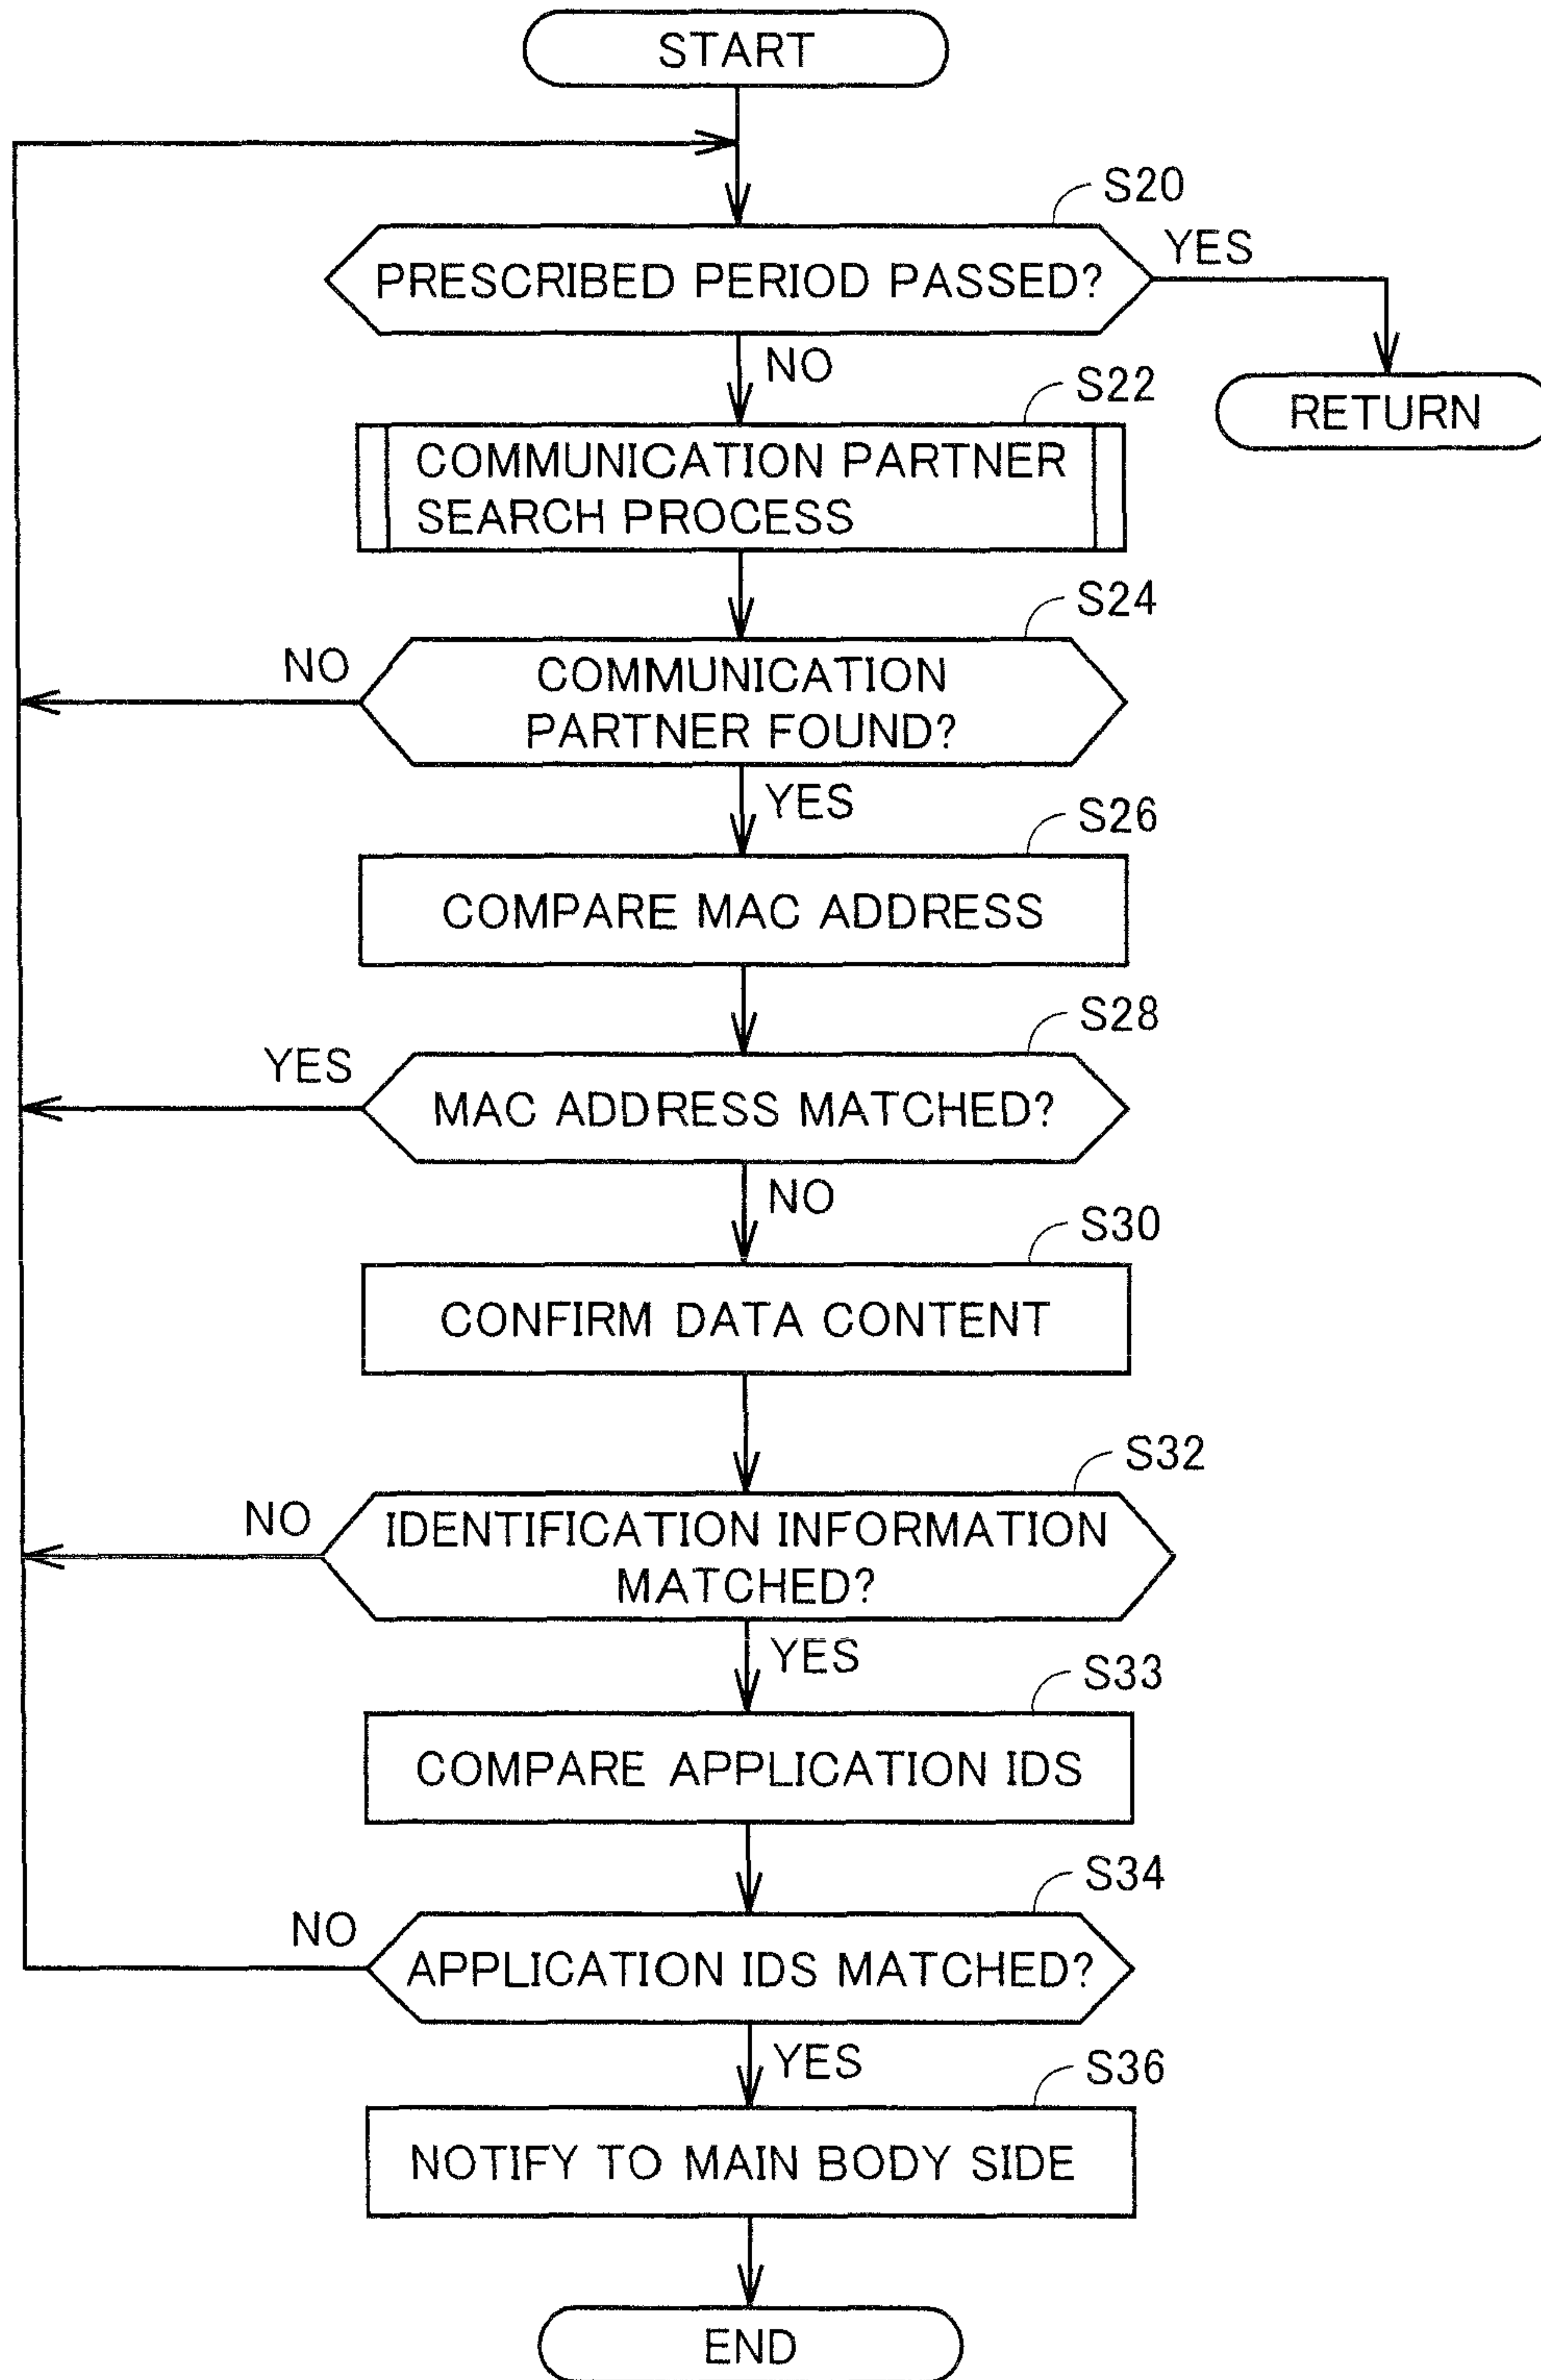 START
S20
PRESCRIBED PERIOD PASSED?
YES
NO
RETURN
S22
COMMUNICATION PARTNER
SEARCH PROCESS
S24
NO
COMMUNICATION
PARTNER FOUND?
YES
S26
COMPARE MAC ADDRESS
S28
YES
MAC ADDRESS MATCHED?
NO
S30
CONFIRM DATA CONTENT
S32
NO
IDENTIFICATION INFORMATION
MATCHED?
YES
S33
COMPARE APPLICATION IDS
S34
NO
APPLICATION IDS MATCHED?
YES
S36
NOTIFY TO MAIN BODY SIDE
END